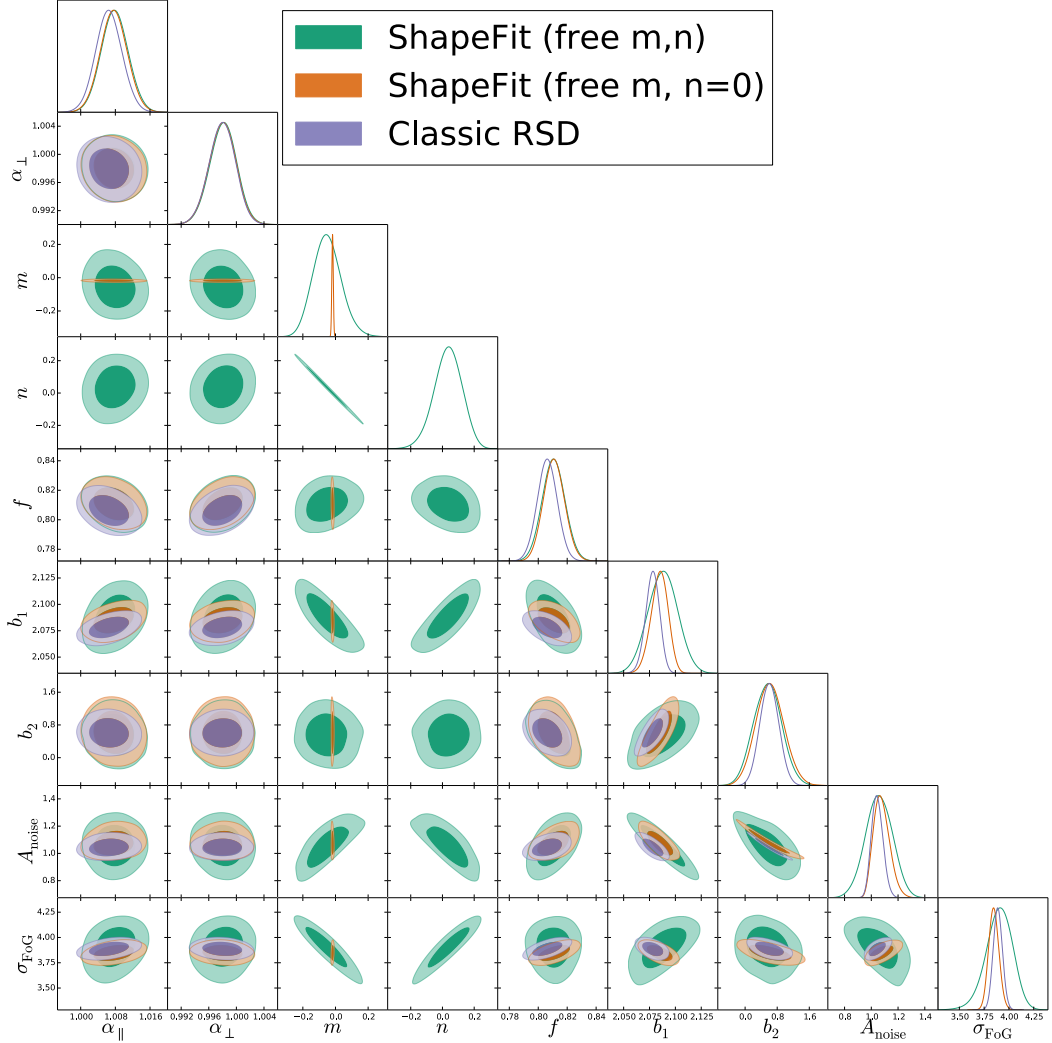 ShapeFit (free m,n)
ShapeFit (free m, n=0)
Classic RSD
α⊥
1.004
1.000
0.996
0.992
m
0.2
0.0
−0.2
n
0.2
0.0
−0.2
f
0.84
0.82
0.80
0.78
b₁
2.125
2.100
2.075
2.050
b₂
1.6
0.8
0.0
A_noise
1.4
1.2
1.0
0.8
σ_FoG
4.25
4.00
3.75
3.50
1.000 1.008 1.016 0.992 0.996 1.000 1.004 −0.2 0.0 0.2 −0.2 0.0 0.2 0.78 0.80 0.82 0.84 2.050 2.075 2.100 2.125 0.0 0.8 1.6 0.8 1.0 1.2 1.4 3.50 3.75 4.00 4.25
α∥ α⊥ m n f b₁ b₂ A_noise σ_FoG